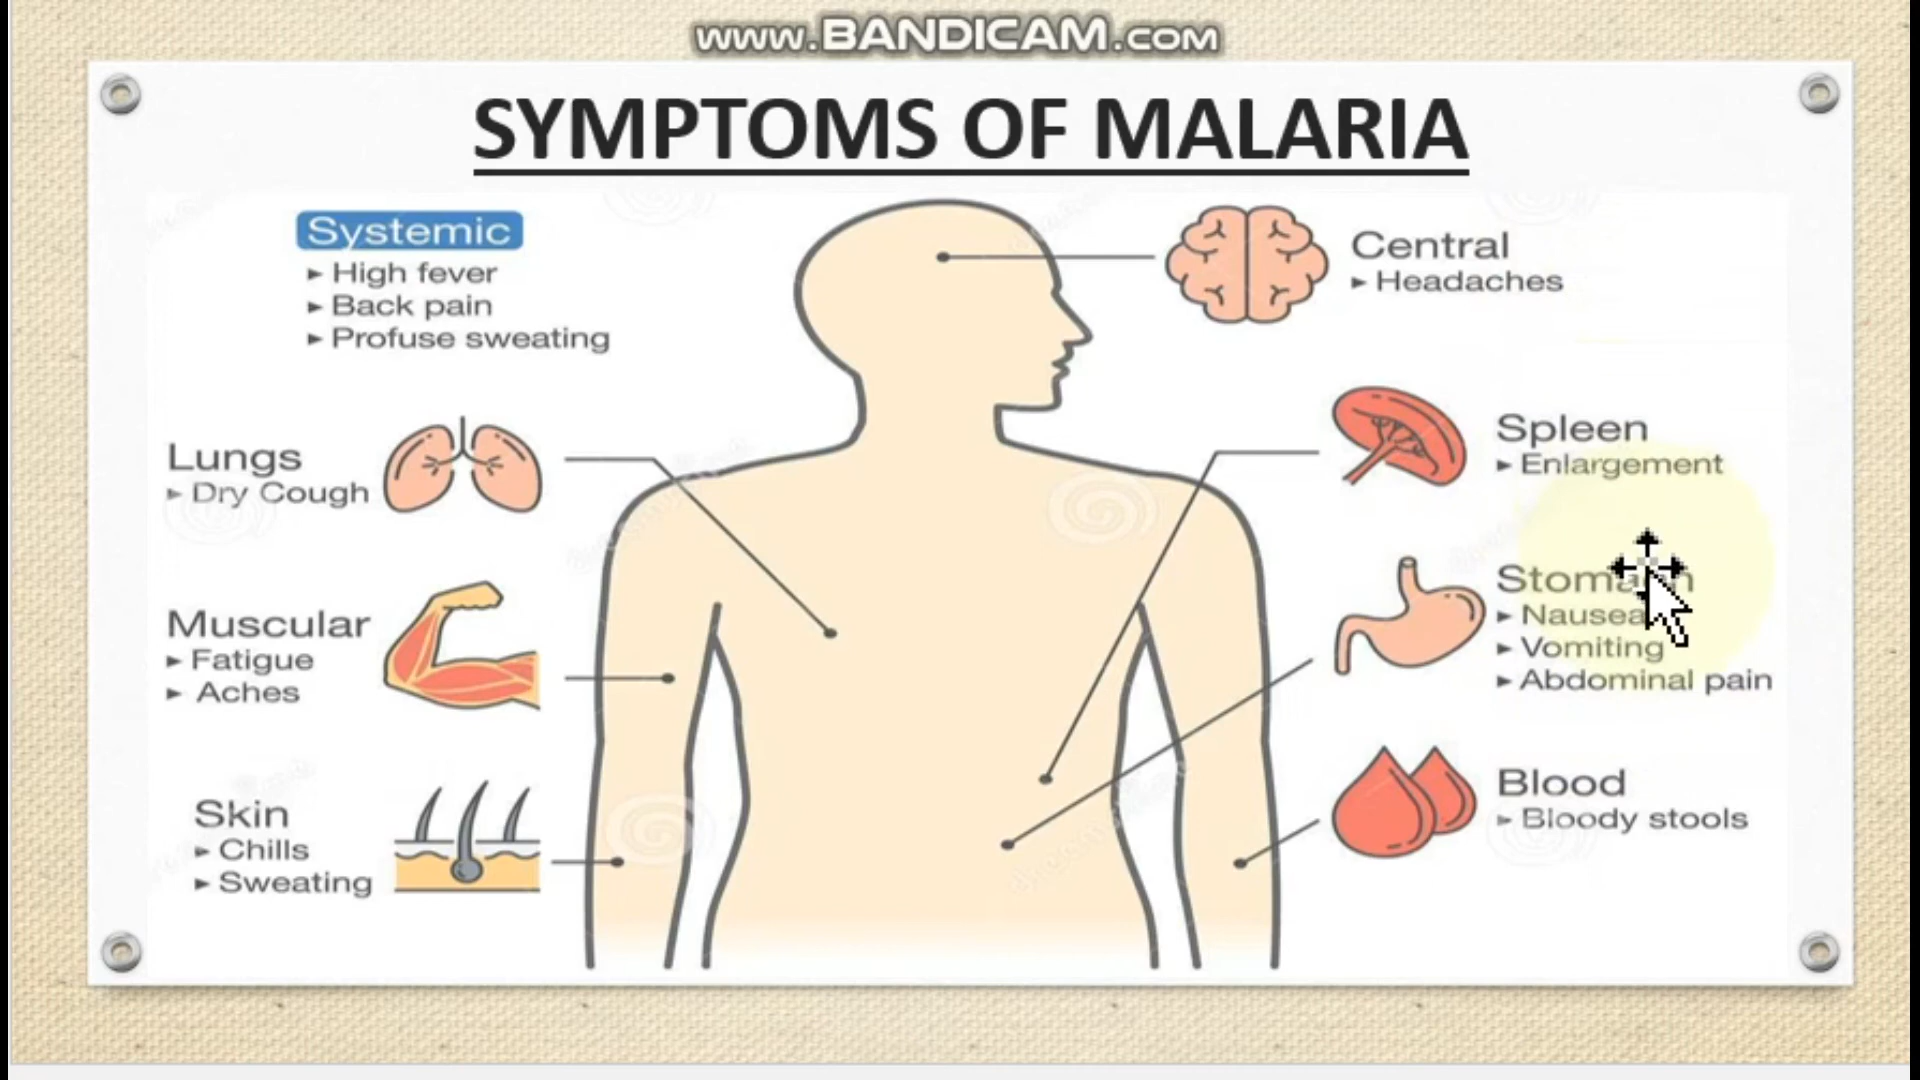 www.BANDICAM.com
SYMPTOMS OF MALARIA
Systemic
► High fever
► Back pain
► Profuse sweating
Central
► Headaches
Lungs
► Dry Cough
Spleen
► Enlargement
Muscular
► Fatigue
► Aches
Stomach
► Nausea
► Vomiting
► Abdominal pain
Skin
► Chills
► Sweating
Blood
► Bloody stools